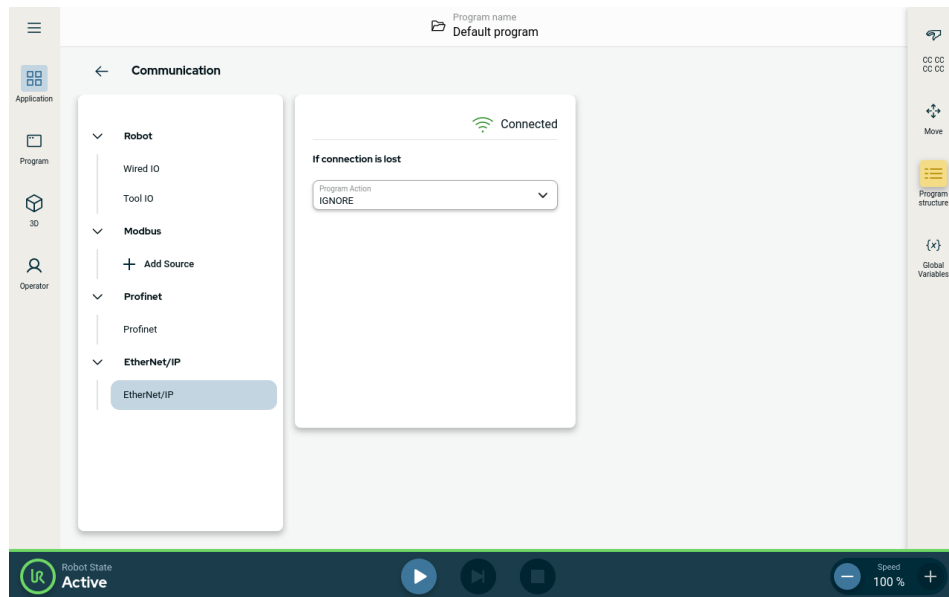 Program name
Default program
Application
Program
3D
Operator
Communication
Robot
Wired IO
Tool IO
Modbus
Add Source
Profinet
Profinet
EtherNet/IP
EtherNet/IP
Connected
If connection is lost
Program Action
IGNORE
CC CC
CC CC
Move
Program
structure
{x}
Global
Variables
Robot State
Active
Speed
100 %